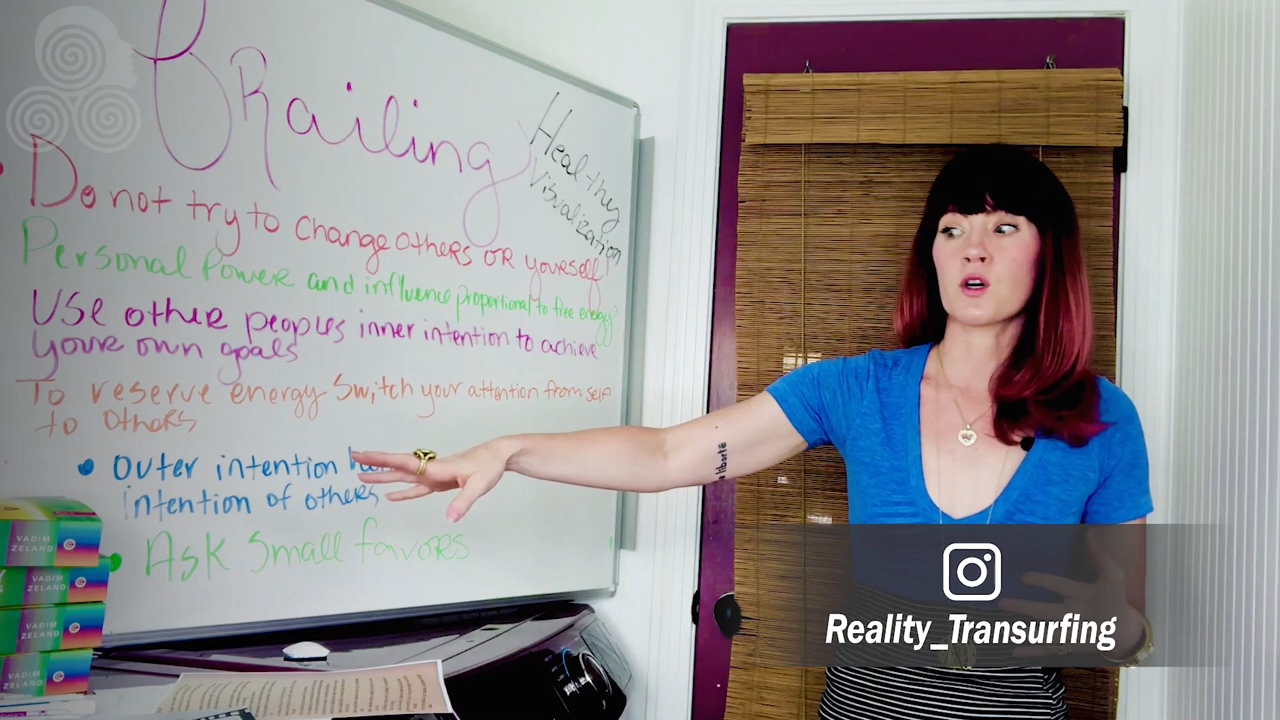 FRailing
Healthy
Visualization
Do not try to change others or yourself!
Personal Power and influence proportional to free energy
Use other peoples inner intention to achieve
your own goals
To reserve energy Switch your attention from self
to others
• Outer intention
intention of others
• Ask small favors
VADIM
ZELAND
VADIM
ZELAND
VADIM
ZELAND
VADIM
ZELAND
liberté
Reality_Transurfing